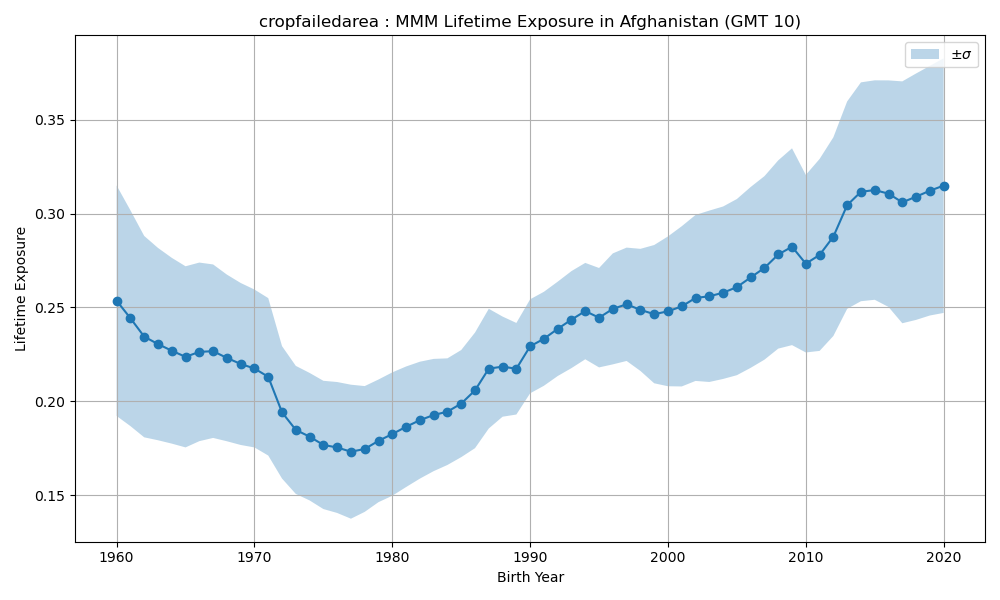 cropfailedarea : MMM Lifetime Exposure in Afghanistan (GMT 10)
±σ
0.35
0.30
0.25
0.20
0.15
Lifetime Exposure
1960 1970 1980 1990 2000 2010 2020
Birth Year